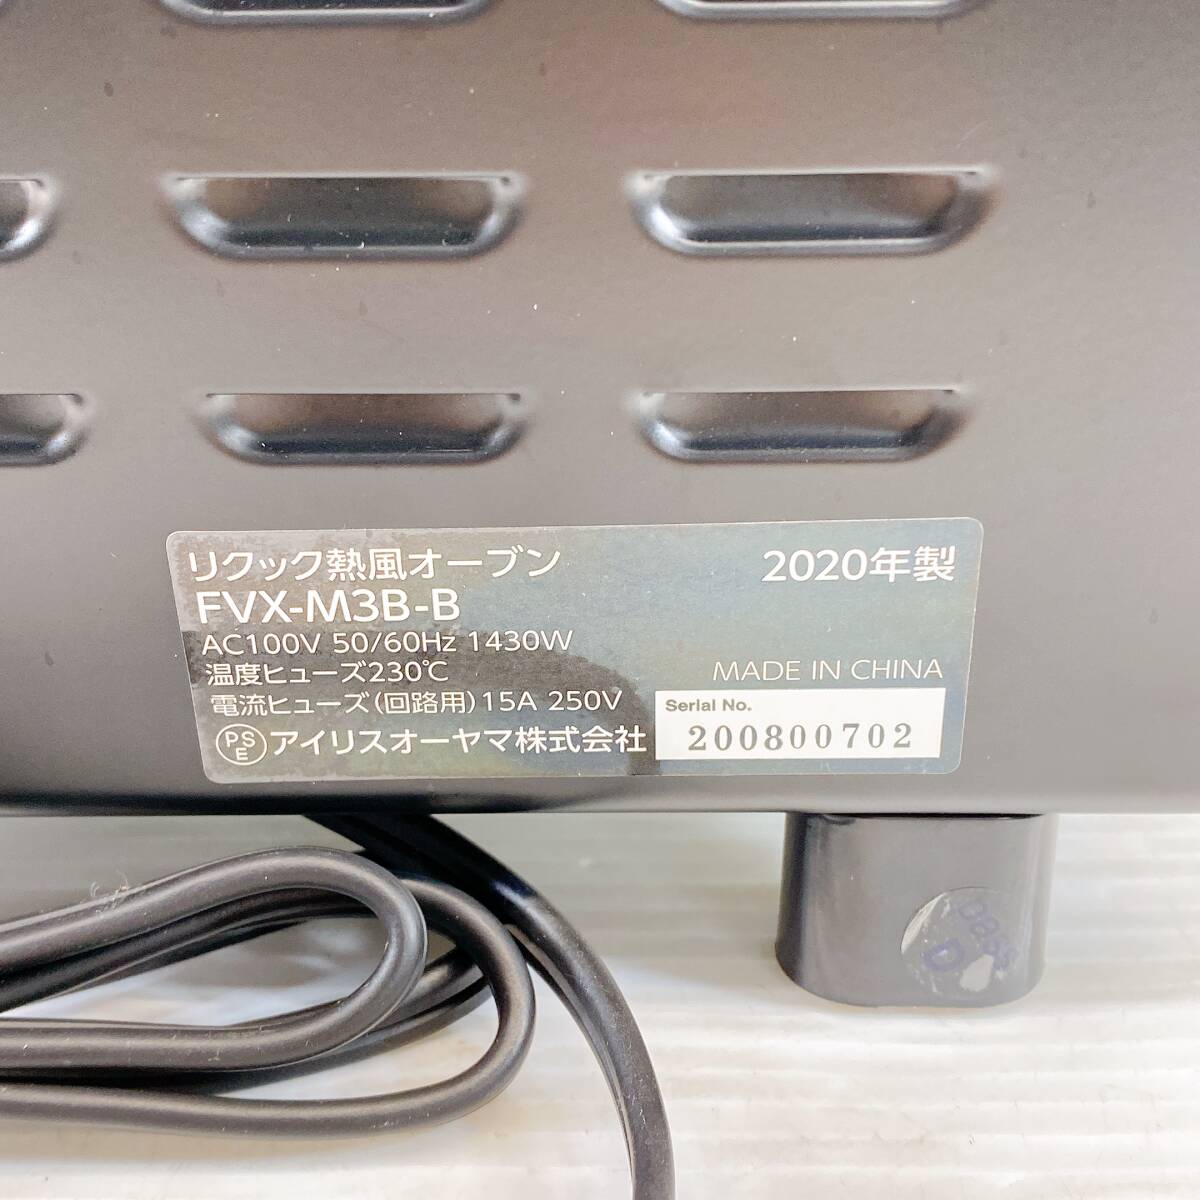 リクック熱風オーブン 2020年製
FVX-M3B-B
AC100V 50/60Hz 1430W
温度ヒューズ230℃ MADE IN CHINA
電流ヒューズ(回路用)15A 250V
Serial No.
200800702
PSE アイリスオーヤマ株式会社
pass
D